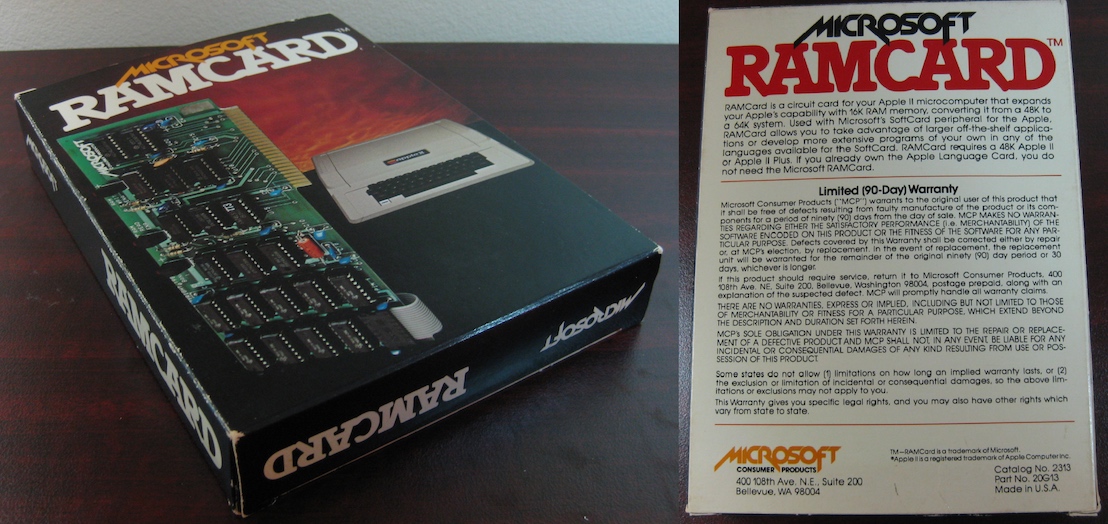 MICROSOFT
RAMCARD™
MICROSOFT
RAMCARD
MICROSOFT
RAMCARD
MICROSOFT
RAMCARD™
RAMCard is a circuit card for your Apple II microcomputer that expands
your Apple's capability with 16K RAM memory, converting it from a 48K to
a 64K system. Used with Microsoft's SoftCard peripheral for the Apple,
RAMCard allows you to take advantage of larger off-the-shelf applica-
tions or develop more extensive programs of your own in any of the
languages available for the SoftCard. RAMCard requires a 48K Apple II
or Apple II Plus. If you already own the Apple Language Card, you do
not need the Microsoft RAMCard.
Limited (90-Day) Warranty
Microsoft Consumer Products ("MCP") warrants to the original user of this product that
it shall be free of defects resulting from faulty manufacture of the product or its com-
ponents for a period of ninety (90) days from the day of sale. MCP MAKES NO WARRAN-
TIES REGARDING EITHER THE SATISFACTORY PERFORMANCE (i.e. MERCHANTABILITY) OF THE
SOFTWARE ENCODED ON THIS PRODUCT OR THE FITNESS OF THE SOFTWARE FOR ANY PAR-
TICULAR PURPOSE. Defects covered by this Warranty shall be corrected either by repair
or, at MCP's election, by replacement. In the event of replacement, the replacement
unit will be warranted for the remainder of the original ninety (90) day period or 30
days, whichever is longer.
If this product should require service, return it to Microsoft Consumer Products, 400
108th Ave. NE, Suite 200, Bellevue, Washington 98004, postage prepaid, along with an
explanation of the suspected defect. MCP will promptly handle all warranty claims.
THERE ARE NO WARRANTIES, EXPRESS OR IMPLIED, INCLUDING BUT NOT LIMITED TO THOSE
OF MERCHANTABILITY OR FITNESS FOR A PARTICULAR PURPOSE, WHICH EXTEND BEYOND
THE DESCRIPTION AND DURATION SET FORTH HEREIN.
MCP'S SOLE OBLIGATION UNDER THIS WARRANTY IS LIMITED TO THE REPAIR OR REPLACE-
MENT OF A DEFECTIVE PRODUCT AND MCP SHALL NOT, IN ANY EVENT, BE LIABLE FOR ANY
INCIDENTAL OR CONSEQUENTIAL DAMAGES OF ANY KIND RESULTING FROM USE OR POS-
SESSION OF THIS PRODUCT.
Some states do not allow (1) limitations on how long an implied warranty lasts, or (2)
the exclusion or limitation of incidental or consequential damages, so the above lim-
itations or exclusions may not apply to you.
This Warranty gives you specific legal rights, and you may also have other rights which
vary from state to state.
MICROSOFT
CONSUMER PRODUCTS
400 108th Ave. N.E., Suite 200
Bellevue, WA 98004
TM—RAMCard is a trademark of Microsoft.
*Apple II is a registered trademark of Apple Computer Inc.
Catalog No. 2313
Part No. 20G13
Made in U.S.A.